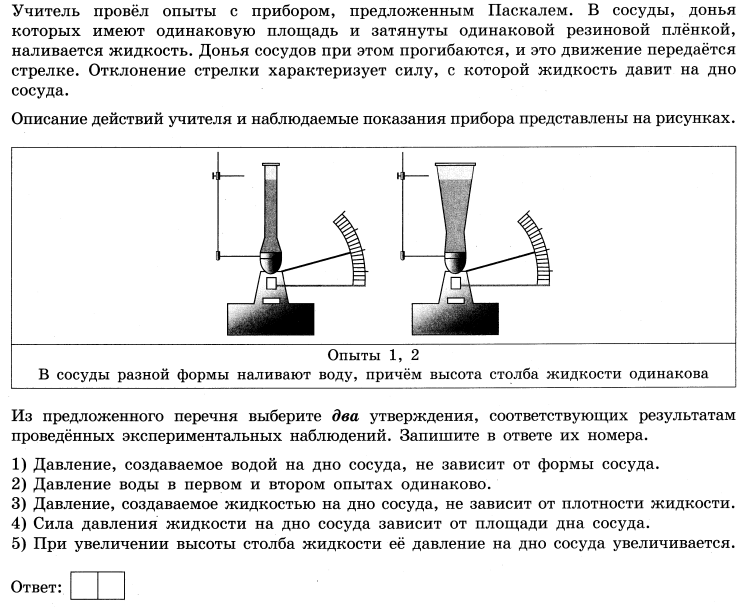 Учитель провёл опыты с прибором, предложенным Паскалем. В сосуды, донья
которых имеют одинаковую площадь и затянуты одинаковой резиновой плёнкой,
наливается жидкость. Донья сосудов при этом прогибаются, и это движение передаётся
стрелке. Отклонение стрелки характеризует силу, с которой жидкость давит на дно
сосуда.
Описание действий учителя и наблюдаемые показания прибора представлены на рисунках.
Опыты 1, 2
В сосуды разной формы наливают воду, причём высота столба жидкости одинакова
Из предложенного перечня выберите два утверждения, соответствующих результатам
проведённых экспериментальных наблюдений. Запишите в ответе их номера.
1) Давление, создаваемое водой на дно сосуда, не зависит от формы сосуда.
2) Давление воды в первом и втором опытах одинаково.
3) Давление, создаваемое жидкостью на дно сосуда, не зависит от плотности жидкости.
4) Сила давления жидкости на дно сосуда зависит от площади дна сосуда.
5) При увеличении высоты столба жидкости её давление на дно сосуда увеличивается.
Ответ: